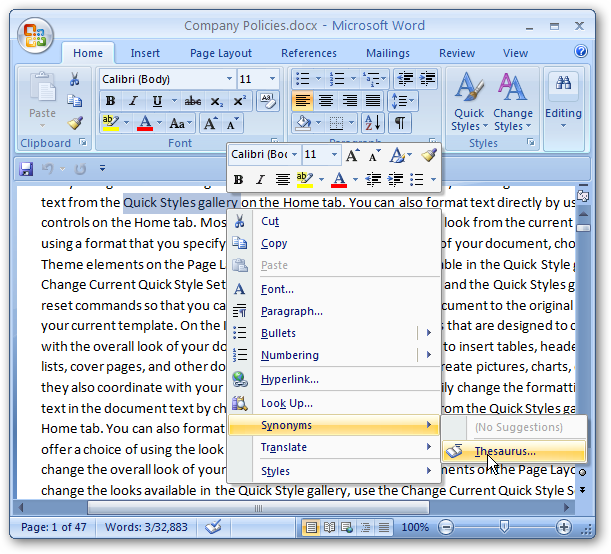 Company Policies.docx - Microsoft Word
Home Insert Page Layout References Mailings Review View
Calibri (Body) 11
Paste
B I U abc x₂ x² Aa
Quick Styles Change Styles Editing
Clipboard Font Paragraph Styles
Calibri (Boc 11
B I
text from the Quick Styles gallery on the Home tab. You can also format text directly by us
controls on the Home tab. Mos look from the current
using a format that you specify of your document, cho
Theme elements on the Page L able in the Quick Style g
Change Current Quick Style Set and the Quick Styles g
reset commands so that you ca ocument to the original
your current template. On the I s that are designed to c
with the overall look of your do to insert tables, heade
lists, cover pages, and other do reate pictures, charts,
they also coordinate with your ily change the formatti
text in the document text by ch om the Quick Styles ga
Home tab. You can also format
offer a choice of using the look
change the overall look of your ments on the Page Layo
change the looks available in the Quick Style gallery, use the Change Current Quick Style S
Cut
Copy
Paste
Font...
Paragraph...
Bullets
Numbering
Hyperlink...
Look Up...
Synonyms
Translate
Styles
(No Suggestions)
Thesaurus...
Page: 1 of 47 Words: 3/32,883 100%